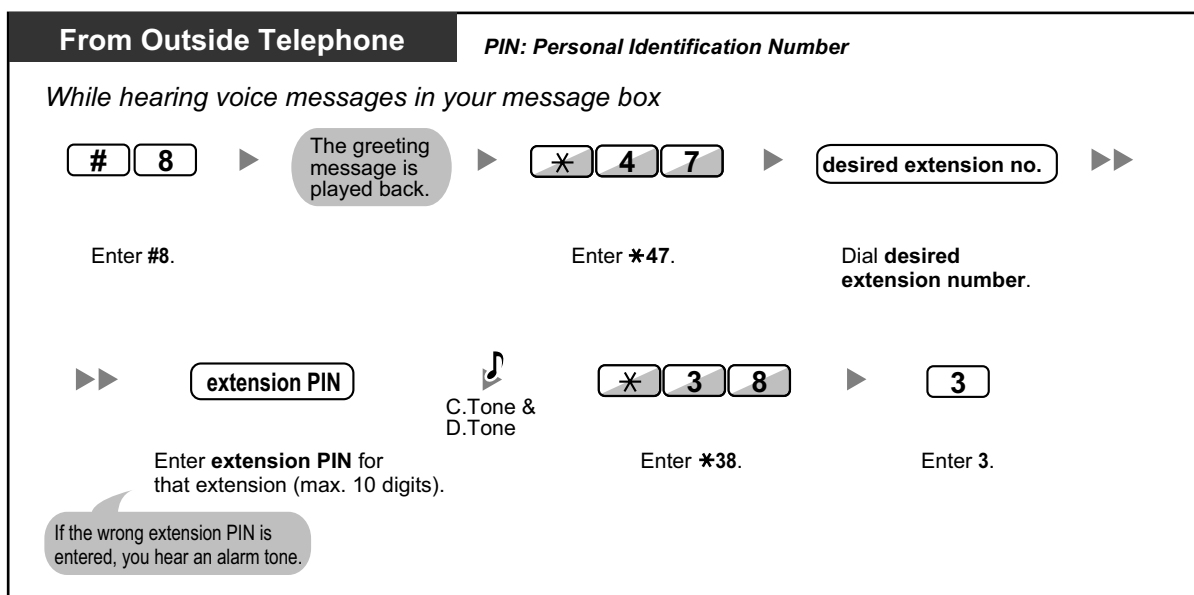 From Outside Telephone
PIN: Personal Identification Number
While hearing voice messages in your message box
# 8
The greeting
message is
played back.
* 4 7
desired extension no.
Enter #8.
Enter *47.
Dial desired
extension number.
extension PIN
C.Tone &
D.Tone
* 3 8
3
Enter extension PIN for
that extension (max. 10 digits).
Enter *38.
Enter 3.
If the wrong extension PIN is
entered, you hear an alarm tone.